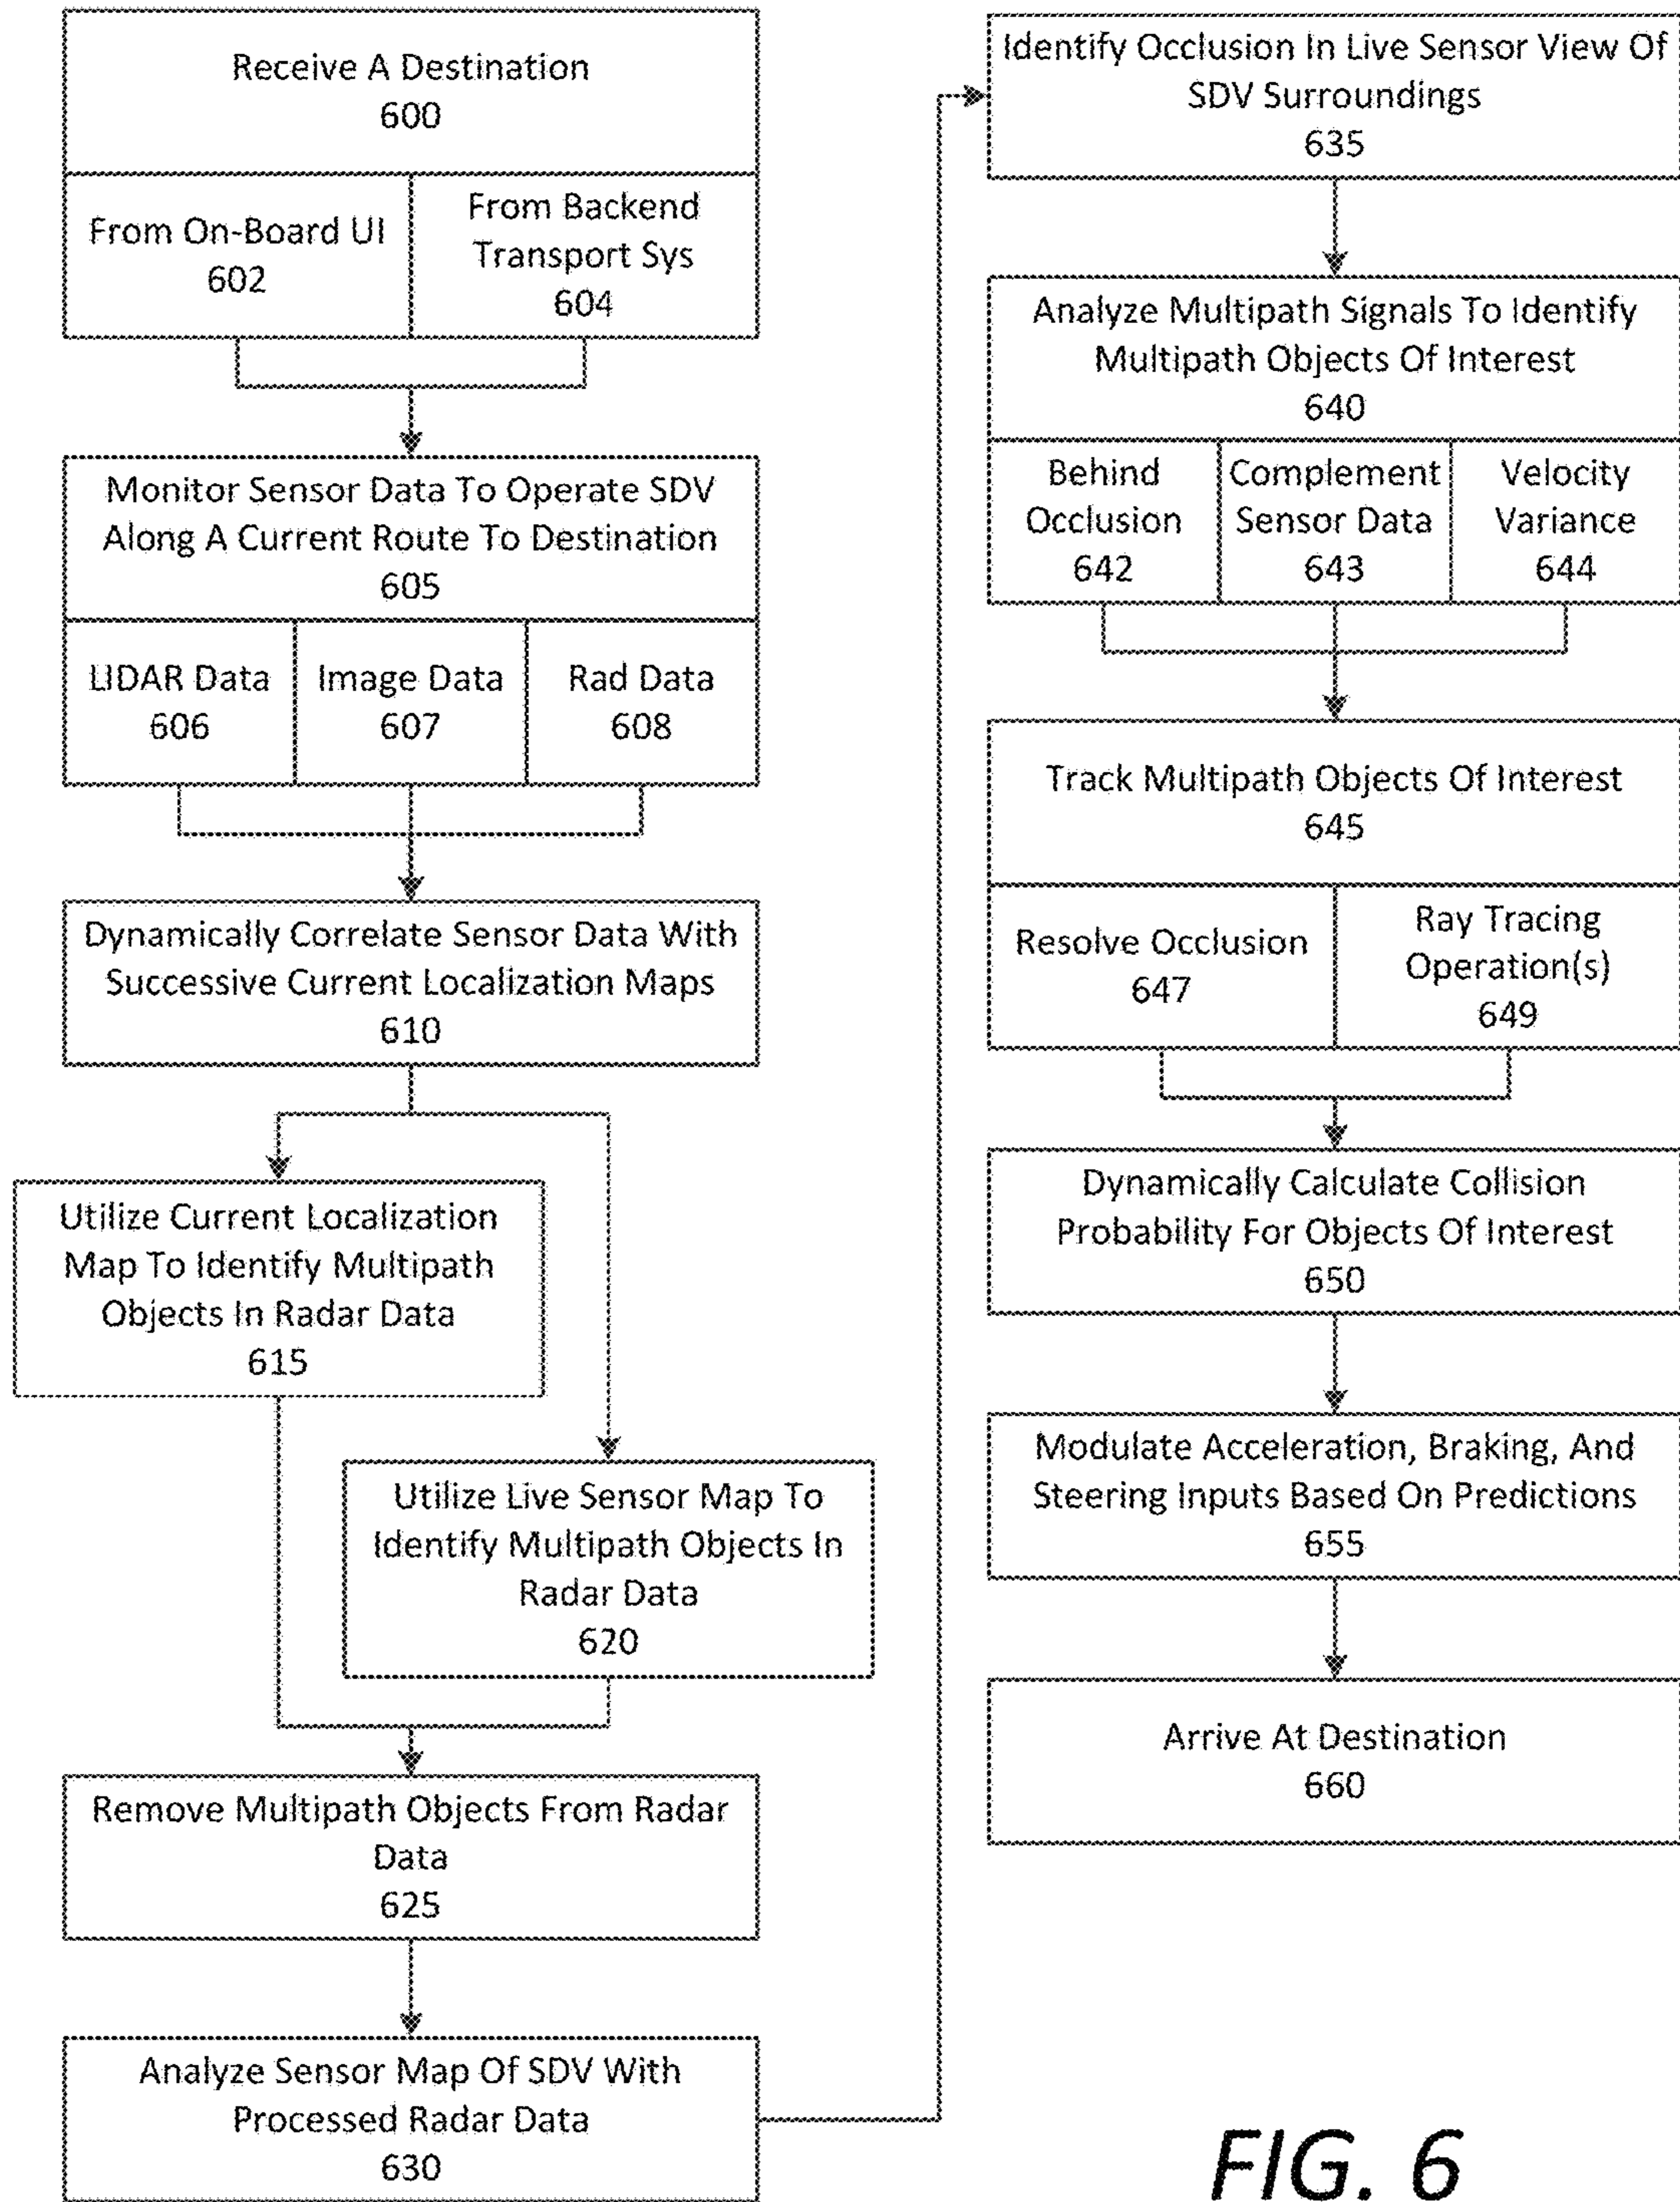 Receive A Destination
600
From On-Board UI
602
From Backend
Transport Sys
604
Monitor Sensor Data To Operate SDV
Along A Current Route To Destination
605
LIDAR Data
606
Image Data
607
Rad Data
608
Dynamically Correlate Sensor Data With
Successive Current Localization Maps
610
Utilize Current Localization
Map To Identify Multipath
Objects In Radar Data
615
Utilize Live Sensor Map To
Identify Multipath Objects In
Radar Data
620
Remove Multipath Objects From Radar
Data
625
Analyze Sensor Map Of SDV With
Processed Radar Data
630
Identify Occlusion In Live Sensor View Of
SDV Surroundings
635
Analyze Multipath Signals To Identify
Multipath Objects Of Interest
640
Behind
Occlusion
642
Complement
Sensor Data
643
Velocity
Variance
644
Track Multipath Objects Of Interest
645
Resolve Occlusion
647
Ray Tracing
Operation(s)
649
Dynamically Calculate Collision
Probability For Objects Of Interest
650
Modulate Acceleration, Braking, And
Steering Inputs Based On Predictions
655
Arrive At Destination
660
FIG. 6